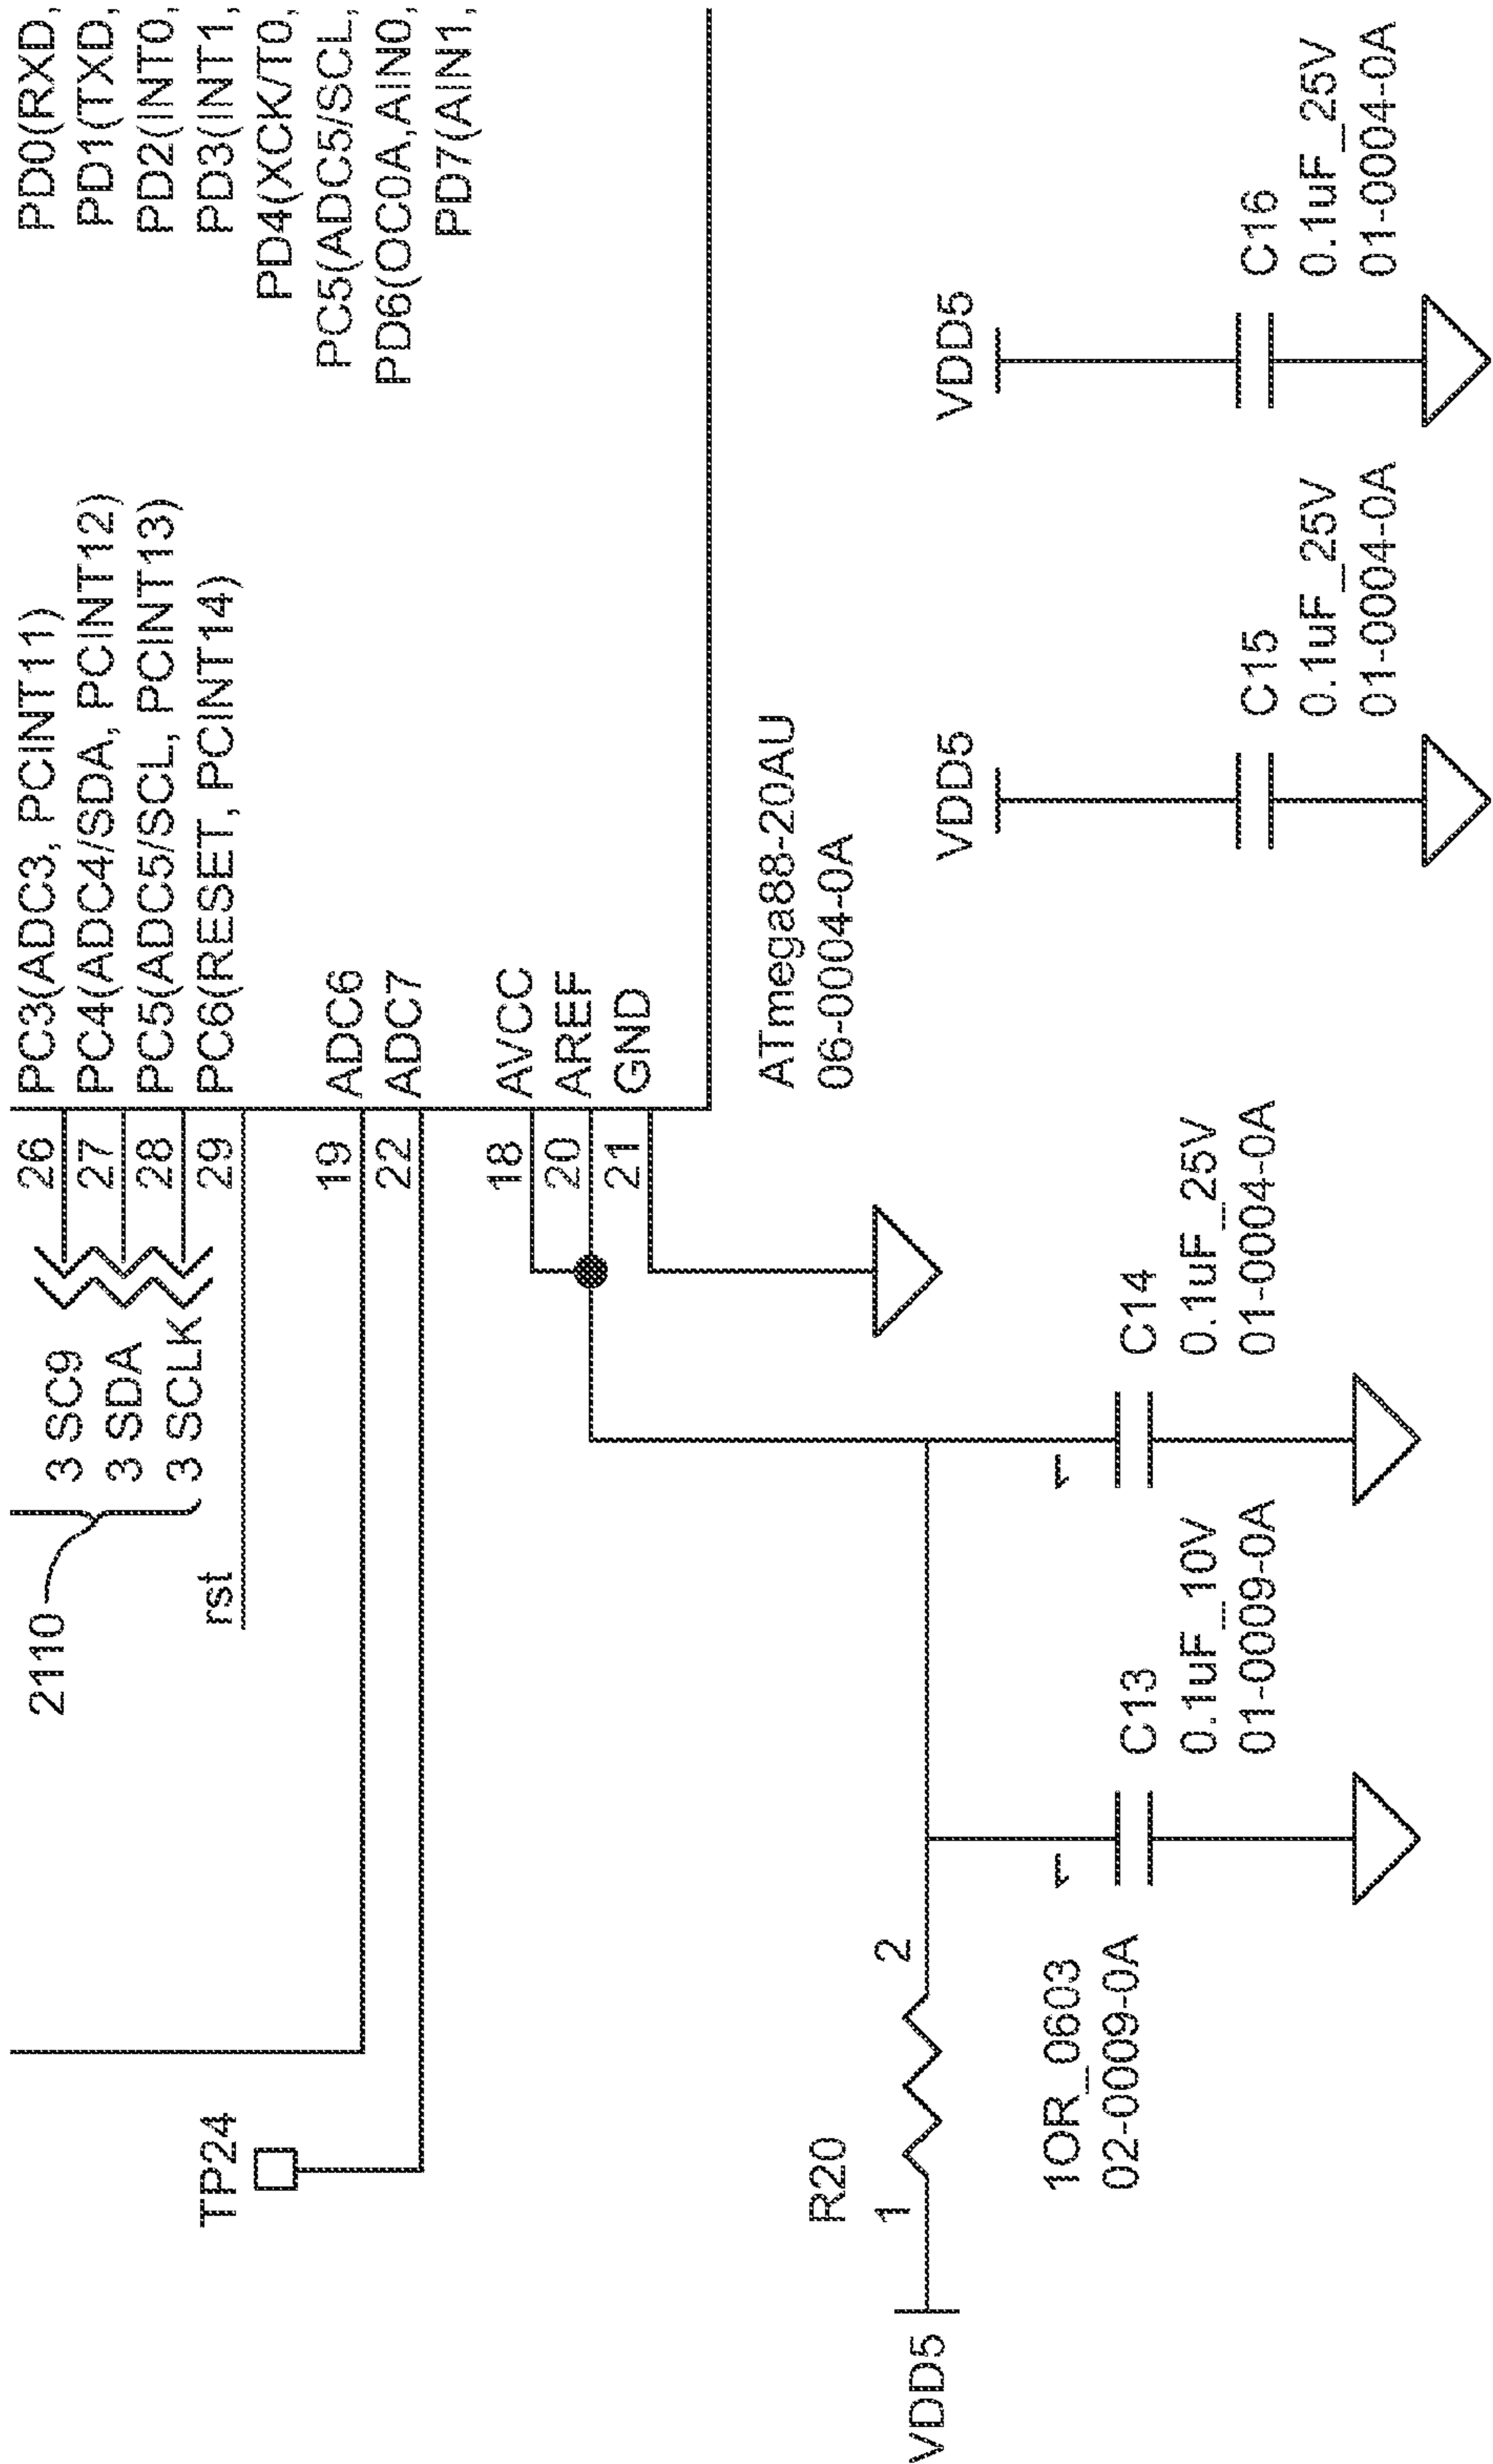 PC3(ADC3, PCINT11)
PC4(ADC4/SDA, PCINT12)
PC5(ADC5/SCL, PCINT13)
PC6(RESET, PCINT14)
ADC6
ADC7
AVCC
AREF
GND
26
27
28
29
19
22
18
20
21
PD0(RXD,
PD1(TXD,
PD2(INT0,
PD3(INT1,
PD4(XCK/T0,
PC5(ADC5/SCL,
PD6(OC0A,AIN0,
PD7(AIN1,
2110
3 SC9
3 SDA
3 SCLK
rst
TP24
ATmega88-20AU
06-0004-0A
VDD5
R20
1
2
1OR_0603
02-0009-0A
1
C13
0.1uF_10V
01-0009-0A
1
C14
0.1uF_25V
01-0004-0A
VDD5
C15
0.1uF_25V
01-0004-0A
VDD5
C16
0.1uF_25V
01-0004-0A